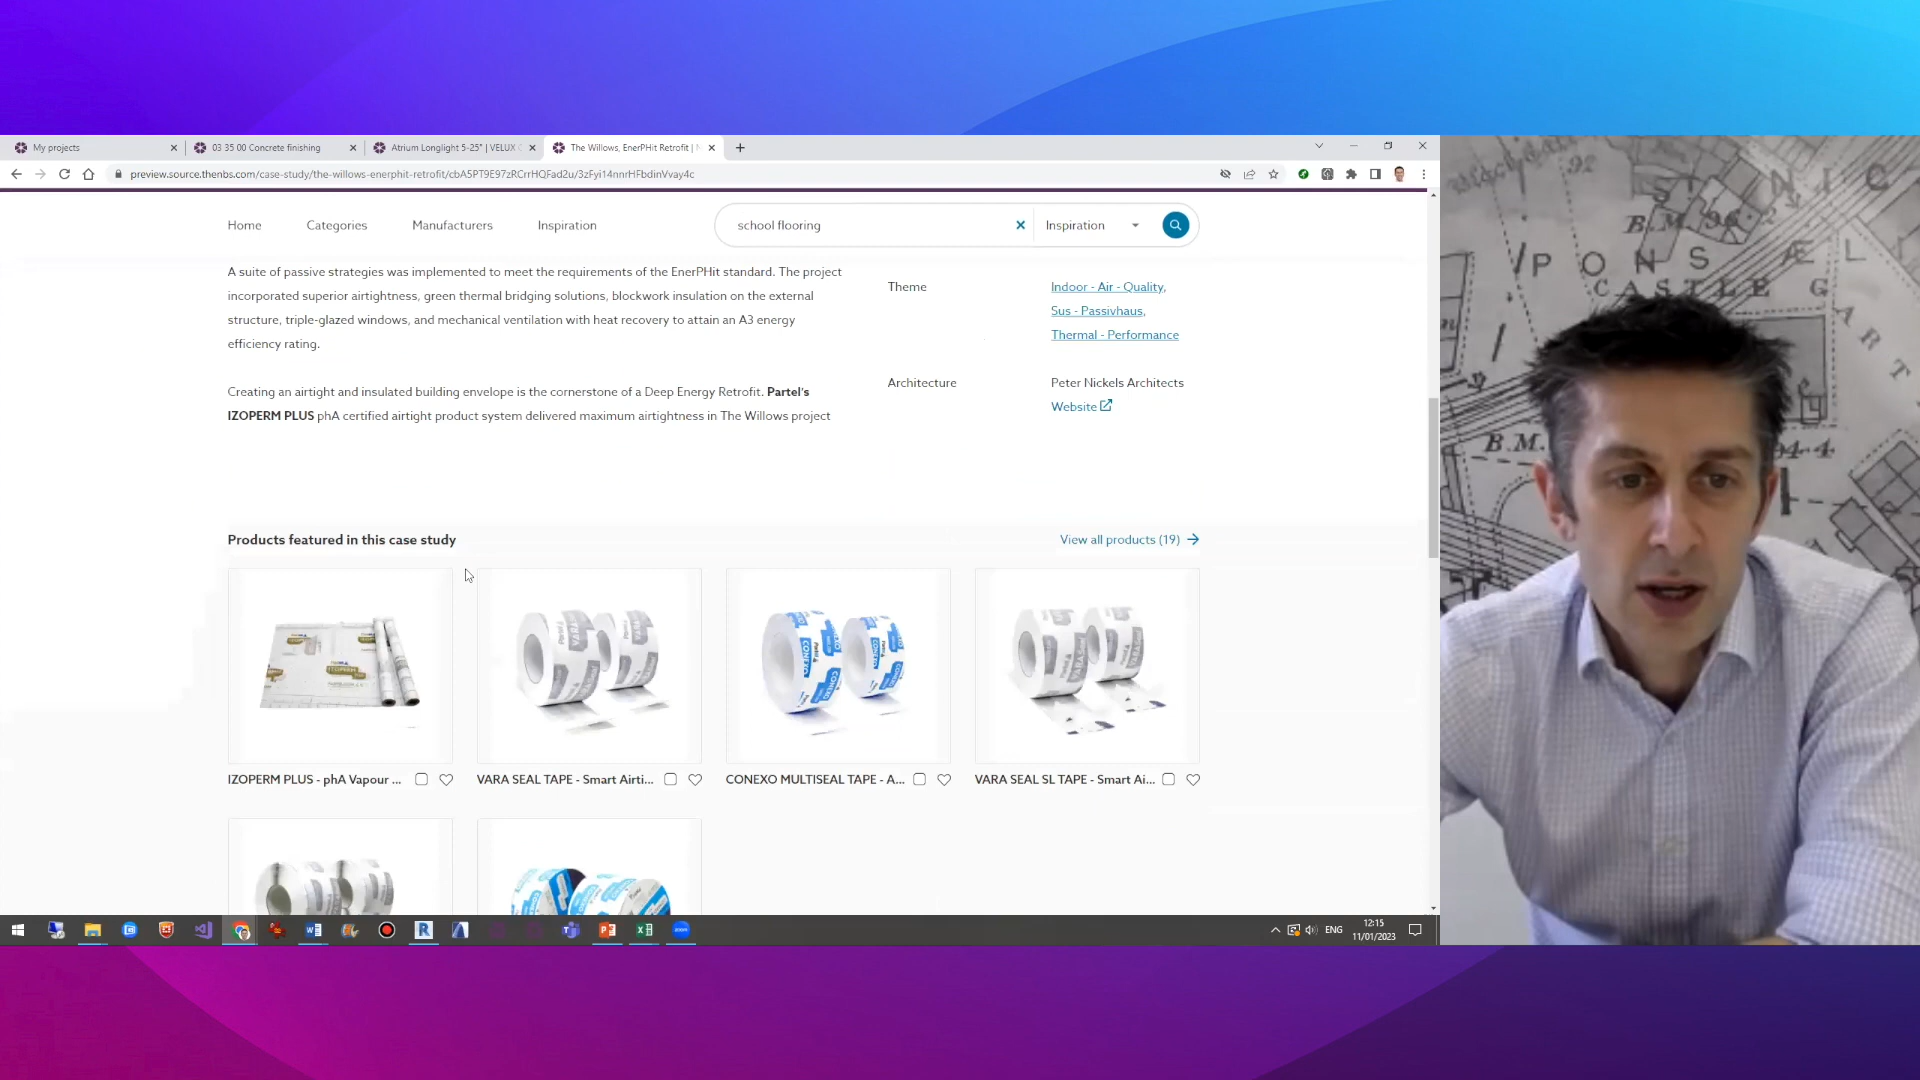 My projects
03 35 00 Concrete finishing
Atrium Longlight 5-25° | VELUX C
The Willows, EnerPHit Retrofit |
preview.source.thenbs.com/case-study/the-willows-enerphit-retrofit/cbA5PT9E97zRCrrHQFad2u/3zFyi14nnrHFbdinVvay4c
Home
Categories
Manufacturers
Inspiration
school flooring
Inspiration
A suite of passive strategies was implemented to meet the requirements of the EnerPHit standard. The project
incorporated superior airtightness, green thermal bridging solutions, blockwork insulation on the external
structure, triple-glazed windows, and mechanical ventilation with heat recovery to attain an A3 energy
efficiency rating.
Creating an airtight and insulated building envelope is the cornerstone of a Deep Energy Retrofit. Partel's
IZOPERM PLUS phA certified airtight product system delivered maximum airtightness in The Willows project
Theme
Indoor - Air - Quality,
Sus - Passivhaus,
Thermal - Performance
Architecture
Peter Nickels Architects
Website
Products featured in this case study
View all products (19)
IZOPERM PLUS - phA Vapour ...
VARA SEAL TAPE - Smart Airti...
CONEXO MULTISEAL TAPE - A...
VARA SEAL SL TAPE - Smart Ai...
ENG
12:15
11/01/2023
PONS
CASTLE G
B.M.
B.M.